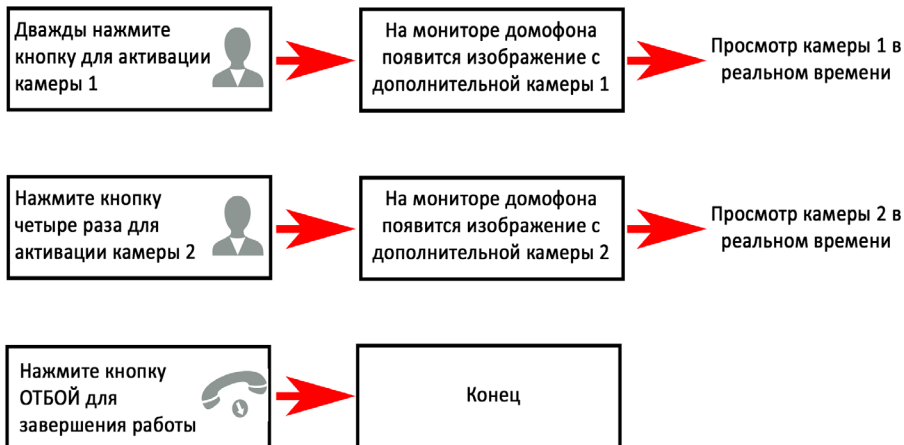 Дважды нажмите
кнопку для активации
камеры 1
На мониторе домофона
появится изображение с
дополнительной камеры 1
Просмотр камеры 1 в
реальном времени
Нажмите кнопку
четыре раза для
активации камеры 2
На мониторе домофона
появится изображение с
дополнительной камеры 2
Просмотр камеры 2 в
реальном времени
Нажмите кнопку
ОТБОЙ для
завершения работы
Конец